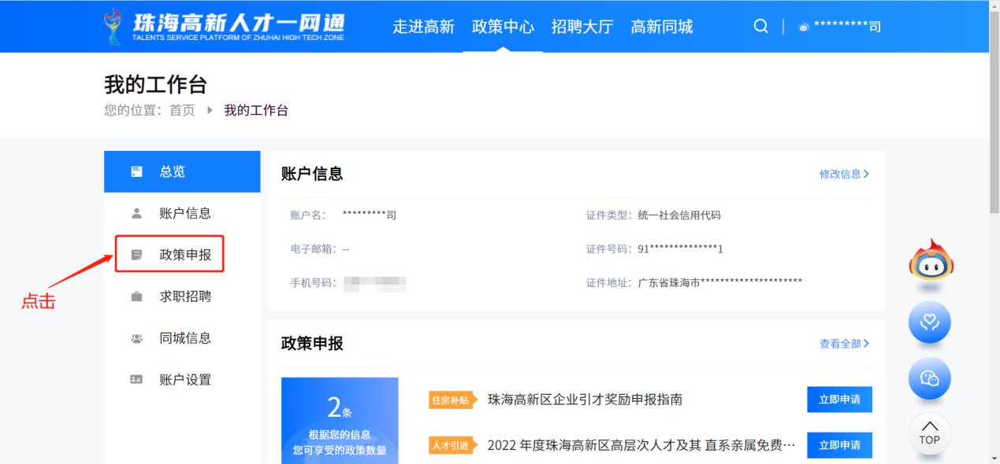 珠海高新人才一网通
TALENTS SERVICE PLATFORM OF ZHUHAI HIGH TECH ZONE
走进高新 政策中心 招聘大厅 高新同城
*********司
我的工作台
您的位置：首页 我的工作台
总览
账户信息
政策申报
求职招聘
同城信息
账户设置
点击
账户信息
修改信息
账户名： *********司
证件类型：统一社会信用代码
电子邮箱：--
证件号码：91**************1
手机号码：
证件地址：广东省珠海市*********************
政策申报
查看全部
2条
根据您的信息
您可享受的政策数量
住房补贴 珠海高新区企业引才奖励申报指南 立即申请
人才引进 2022 年度珠海高新区高层次人才及其 直系亲属免费··· 立即申请
TOP